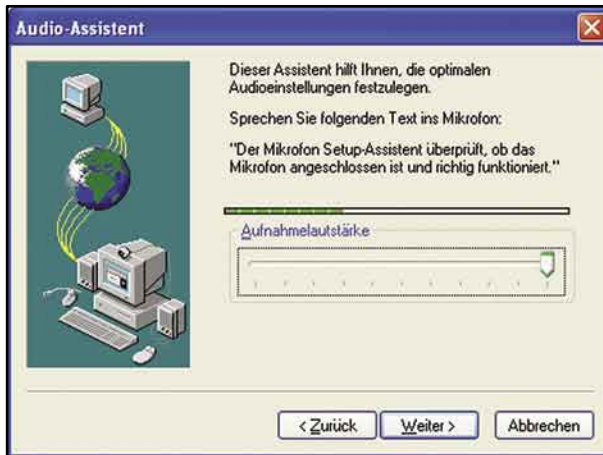 Audio-Assistent
Dieser Assistent hilft Ihnen, die optimalen
Audioeinstellungen festzulegen.
Sprechen Sie folgenden Text ins Mikrofon:
"Der Mikrofon Setup-Assistent überprüft, ob das
Mikrofon angeschlossen ist und richtig funktioniert."
Aufnahmelautstärke
< Zurück
Weiter >
Abbrechen